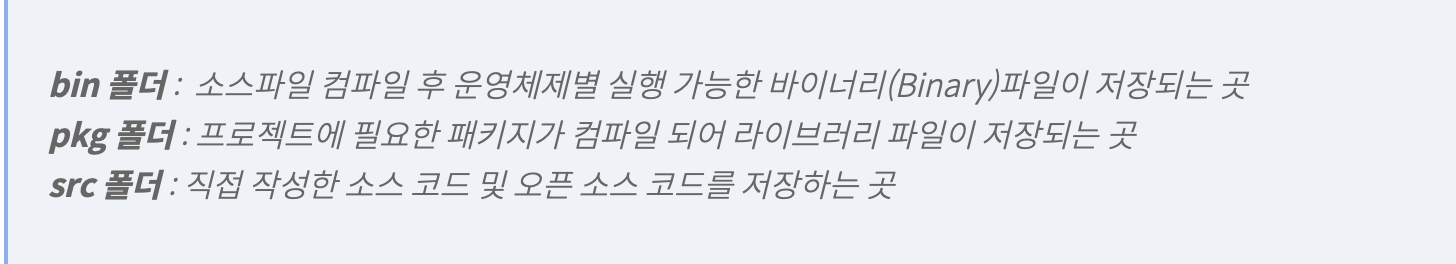 bin 폴더 : 소스파일 컴파일 후 운영체제별 실행 가능한 바이너리(Binary)파일이 저장되는 곳
pkg 폴더 : 프로젝트에 필요한 패키지가 컴파일 되어 라이브러리 파일이 저장되는 곳
src 폴더 : 직접 작성한 소스 코드 및 오픈 소스 코드를 저장하는 곳